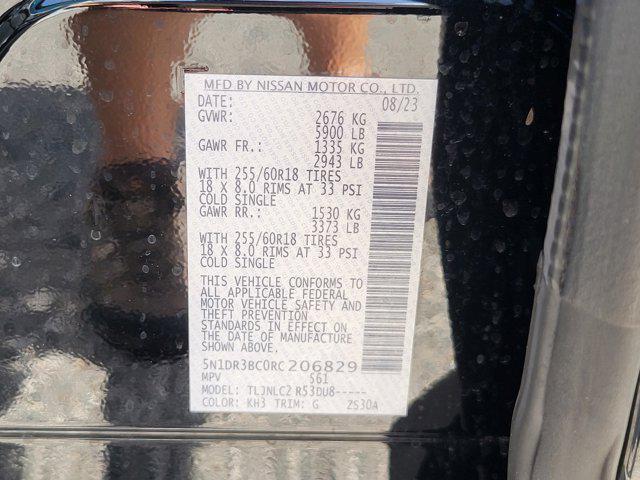 MFD BY NISSAN MOTOR CO., LTD.
DATE: 08/23
GVWR: 2676 KG
5900 LB
GAWR FR.: 1335 KG
2943 LB
WITH 255/60R18 TIRES
18 X 8.0 RIMS AT 33 PSI
COLD SINGLE
GAWR RR.: 1530 KG
3373 LB
WITH 255/60R18 TIRES
18 X 8.0 RIMS AT 33 PSI
COLD SINGLE
THIS VEHICLE CONFORMS TO
ALL APPLICABLE FEDERAL
MOTOR VEHICLE SAFETY AND
THEFT PREVENTION
STANDARDS IN EFFECT ON
THE DATE OF MANUFACTURE
SHOWN ABOVE.
5N1DR3BC0RC206829
MPV S61
MODEL: TLJNLC2 R53DU8-----
COLOR: KH3 TRIM: G ZS30A